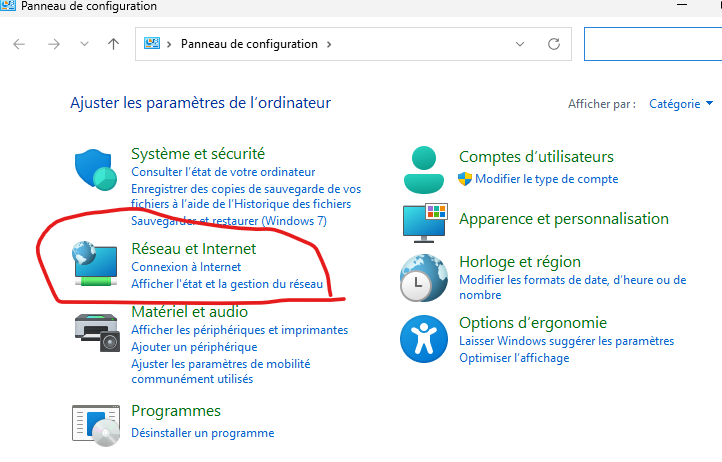 Panneau de configuration
Panneau de configuration
Ajuster les paramètres de l'ordinateur
Afficher par : Catégorie
Système et sécurité
Consulter l'état de votre ordinateur
Enregistrer des copies de sauvegarde de vos
fichiers à l'aide de l'Historique des fichiers
Sauvegarder et restaurer (Windows 7)
Réseau et Internet
Connexion à Internet
Afficher l'état et la gestion du réseau
Matériel et audio
Afficher les périphériques et imprimantes
Ajouter un périphérique
Ajuster les paramètres de mobilité
communément utilisés
Programmes
Désinstaller un programme
Comptes d'utilisateurs
Modifier le type de compte
Apparence et personnalisation
Horloge et région
Modifier les formats de date, d'heure ou de
nombre
Options d'ergonomie
Laisser Windows suggérer les paramètres
Optimiser l'affichage